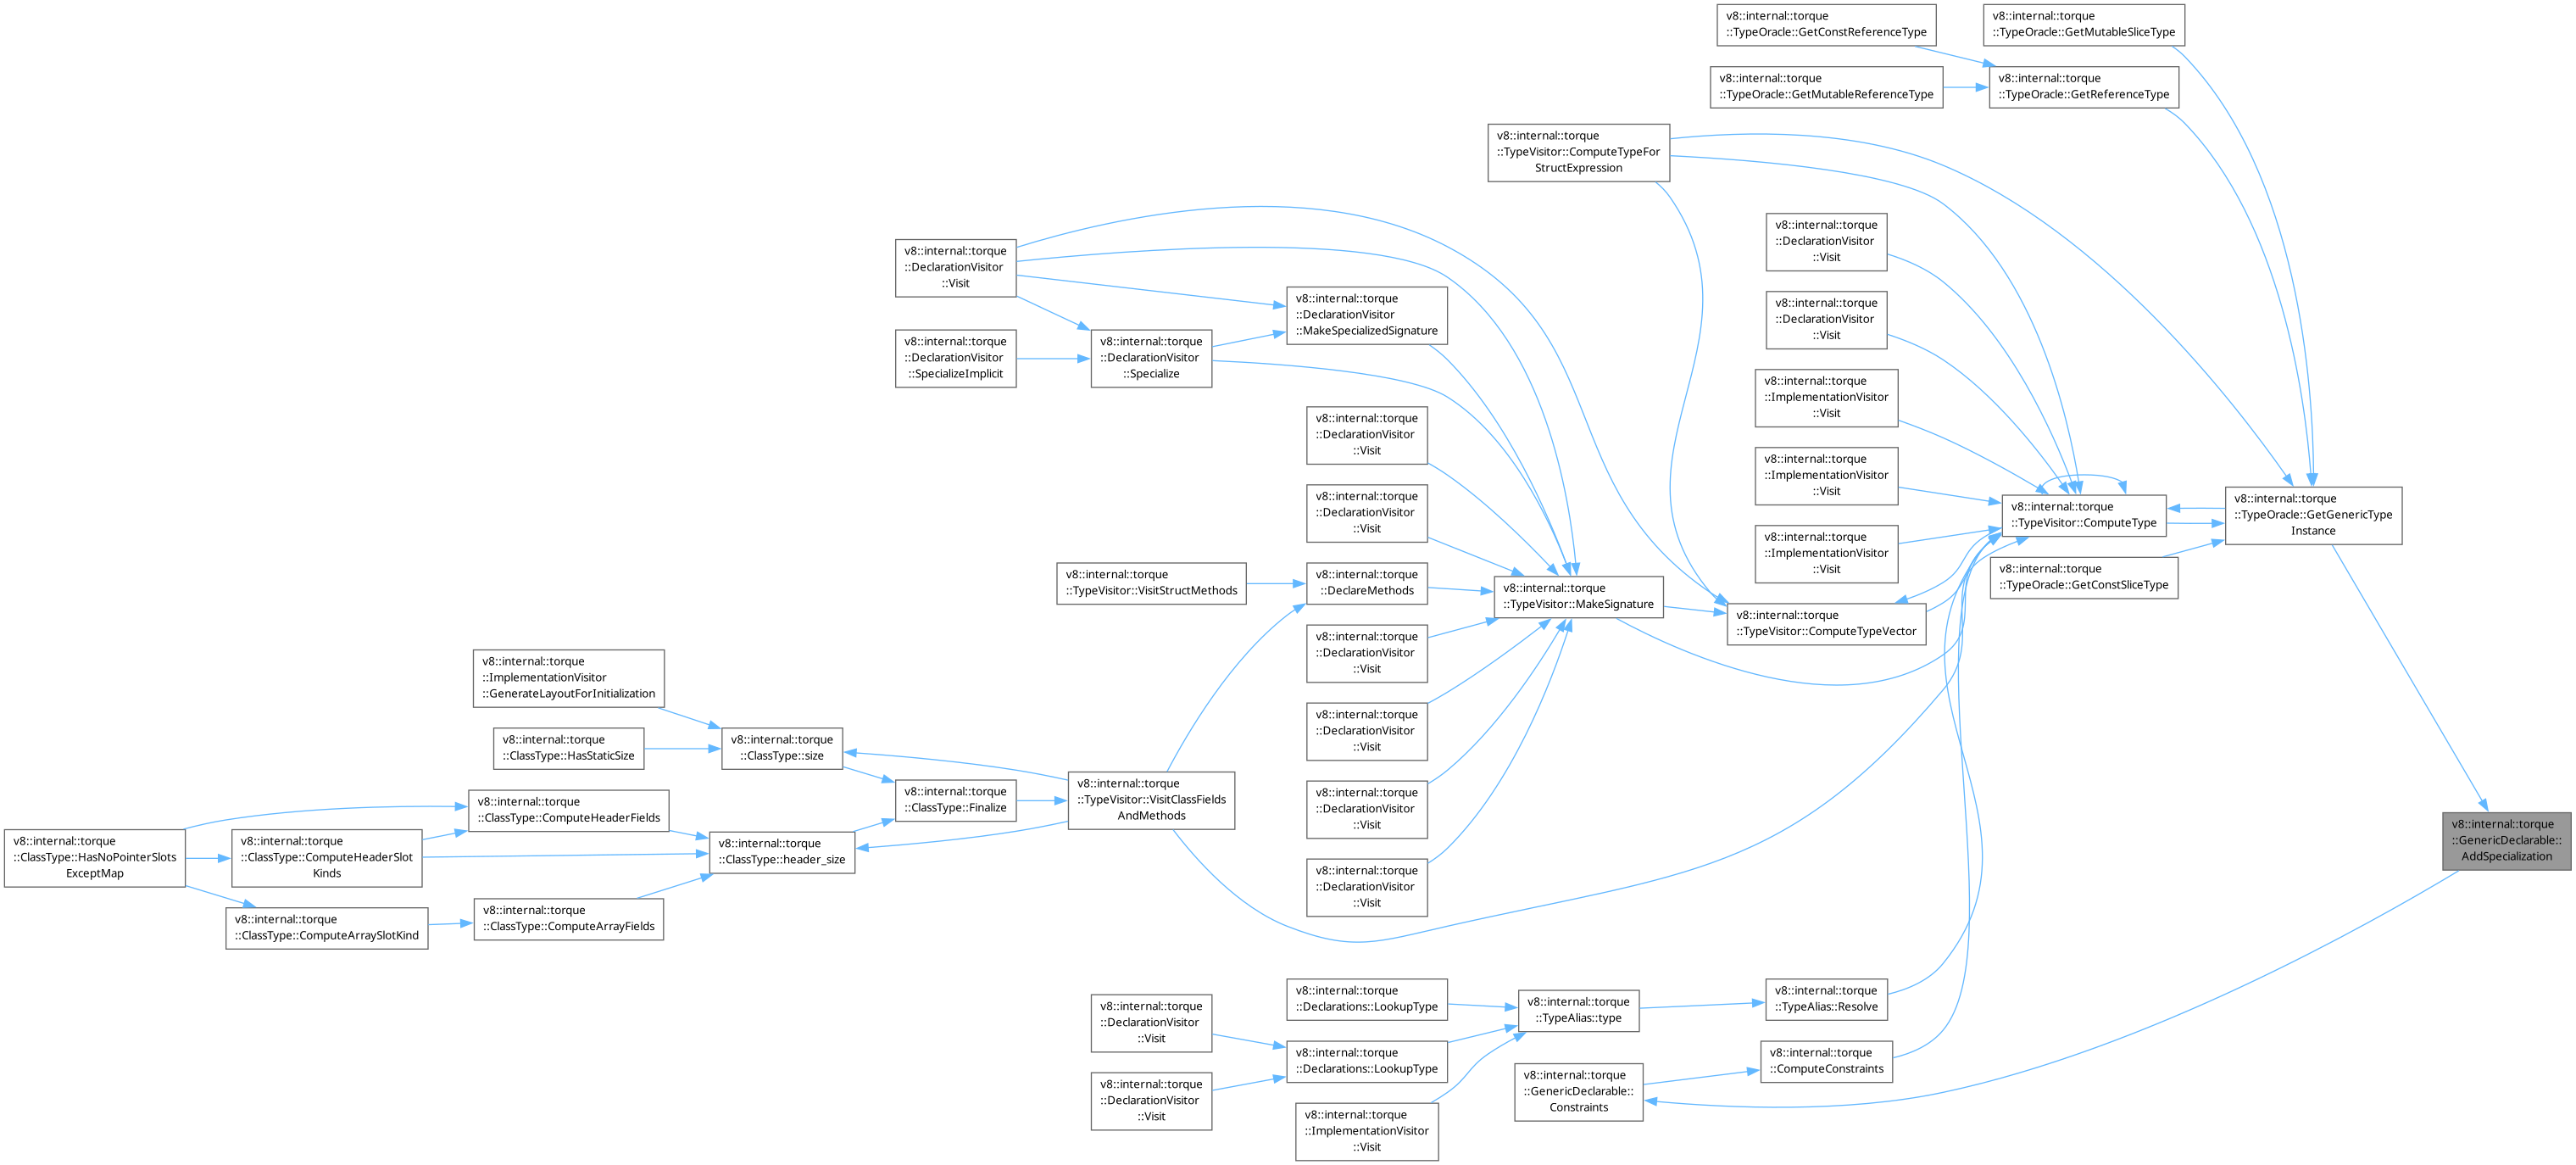 v8::internal::torque
::TypeOracle::GetConstReferenceType
v8::internal::torque
::TypeOracle::GetMutableSliceType
v8::internal::torque
::TypeOracle::GetMutableReferenceType
v8::internal::torque
::TypeOracle::GetReferenceType
v8::internal::torque
::TypeVisitor::ComputeTypeFor
StructExpression
v8::internal::torque
::DeclarationVisitor
::Visit
v8::internal::torque
::DeclarationVisitor
::Visit
v8::internal::torque
::DeclarationVisitor
::MakeSpecializedSignature
v8::internal::torque
::DeclarationVisitor
::Visit
v8::internal::torque
::DeclarationVisitor
::SpecializeImplicit
v8::internal::torque
::DeclarationVisitor
::Specialize
v8::internal::torque
::ImplementationVisitor
::Visit
v8::internal::torque
::DeclarationVisitor
::Visit
v8::internal::torque
::ImplementationVisitor
::Visit
v8::internal::torque
::DeclarationVisitor
::Visit
v8::internal::torque
::TypeVisitor::ComputeType
v8::internal::torque
::TypeOracle::GetGenericType
Instance
v8::internal::torque
::ImplementationVisitor
::Visit
v8::internal::torque
::TypeOracle::GetConstSliceType
v8::internal::torque
::TypeVisitor::VisitStructMethods
v8::internal::torque
::DeclareMethods
v8::internal::torque
::TypeVisitor::MakeSignature
v8::internal::torque
::TypeVisitor::ComputeTypeVector
v8::internal::torque
::DeclarationVisitor
::Visit
v8::internal::torque
::ImplementationVisitor
::GenerateLayoutForInitialization
v8::internal::torque
::DeclarationVisitor
::Visit
v8::internal::torque
::ClassType::HasStaticSize
v8::internal::torque
::ClassType::size
v8::internal::torque
::ClassType::Finalize
v8::internal::torque
::TypeVisitor::VisitClassFields
AndMethods
v8::internal::torque
::DeclarationVisitor
::Visit
v8::internal::torque
::ClassType::ComputeHeaderFields
v8::internal::torque
::GenericDeclarable::
AddSpecialization
v8::internal::torque
::ClassType::HasNoPointerSlots
ExceptMap
v8::internal::torque
::ClassType::ComputeHeaderSlot
Kinds
v8::internal::torque
::ClassType::header_size
v8::internal::torque
::DeclarationVisitor
::Visit
v8::internal::torque
::ClassType::ComputeArraySlotKind
v8::internal::torque
::ClassType::ComputeArrayFields
v8::internal::torque
::Declarations::LookupType
v8::internal::torque
::TypeAlias::type
v8::internal::torque
::TypeAlias::Resolve
v8::internal::torque
::DeclarationVisitor
::Visit
v8::internal::torque
::Declarations::LookupType
v8::internal::torque
::ComputeConstraints
v8::internal::torque
::DeclarationVisitor
::Visit
v8::internal::torque
::GenericDeclarable::
Constraints
v8::internal::torque
::ImplementationVisitor
::Visit